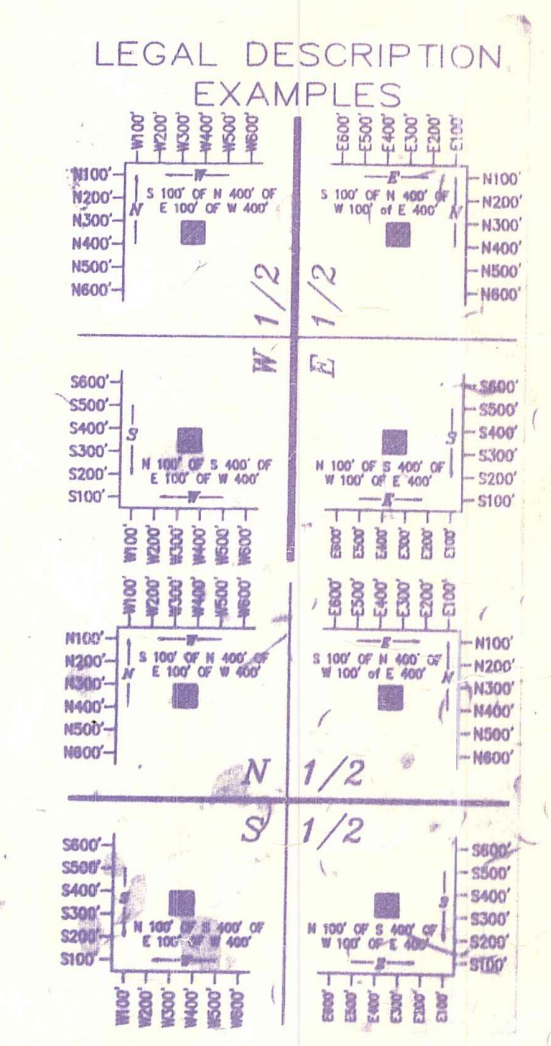 LEGAL DESCRIPTION
EXAMPLES
W100' W200' W300' W400' W500' W600'
E600' E500' E400' E300' E200' E100'
N100'
N200'
N300'
N400'
N500'
N600'
W
N
S 100' OF N 400' OF
E 100' OF W 400'
E
N
S 100' OF N 400' OF
W 100' of E 400'
N100'
N200'
N300'
N400'
N500'
N600'
W 1/2
E 1/2
S600'
S500'
S400'
S300'
S200'
S100'
S
N 100' OF S 400' OF
E 100' OF W 400'
W
S
N 100' OF S 400' OF
W 100' of E 400'
E
S600'
S500'
S400'
S300'
S200'
S100'
W100' W200' W300' W400' W500' W600'
E600' E500' E400' E300' E200' E100'
W100' W200' W300' W400' W500' W600'
E600' E500' E400' E300' E200' E100'
N100'
N200'
N300'
N400'
N500'
N600'
W
N
S 100' OF N 400' OF
E 100' OF W 400'
E
N
S 100' OF N 400' OF
W 100' of E 400'
N100'
N200'
N300'
N400'
N500'
N600'
N 1/2
S 1/2
S600'
S500'
S400'
S300'
S200'
S100'
S
N 100' OF S 400' OF
E 100' OF W 400'
W
S
N 100' OF S 400' OF
W 100' OF E 400'
E
S600'
S500'
S400'
S300'
S200'
S100'
W100' W200' W300' W400' W500' W600'
E600' E500' E400' E300' E200' E100'